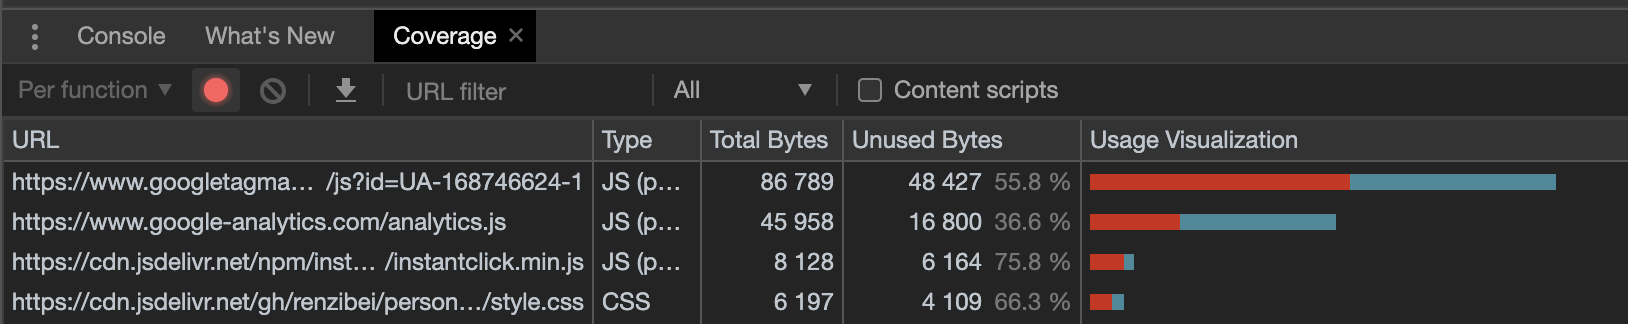 Console What's New Coverage ×
Per function ▼ URL filter All ▼ Content scripts
URL Type Total Bytes Unused Bytes Usage Visualization
https://www.googletagma… /js?id=UA-168746624-1 JS (p… 86 789 48 427 55.8 %
https://www.google-analytics.com/analytics.js JS (p… 45 958 16 800 36.6 %
https://cdn.jsdelivr.net/npm/inst… /instantclick.min.js JS (p… 8 128 6 164 75.8 %
https://cdn.jsdelivr.net/gh/renzibei/person…/style.css CSS 6 197 4 109 66.3 %